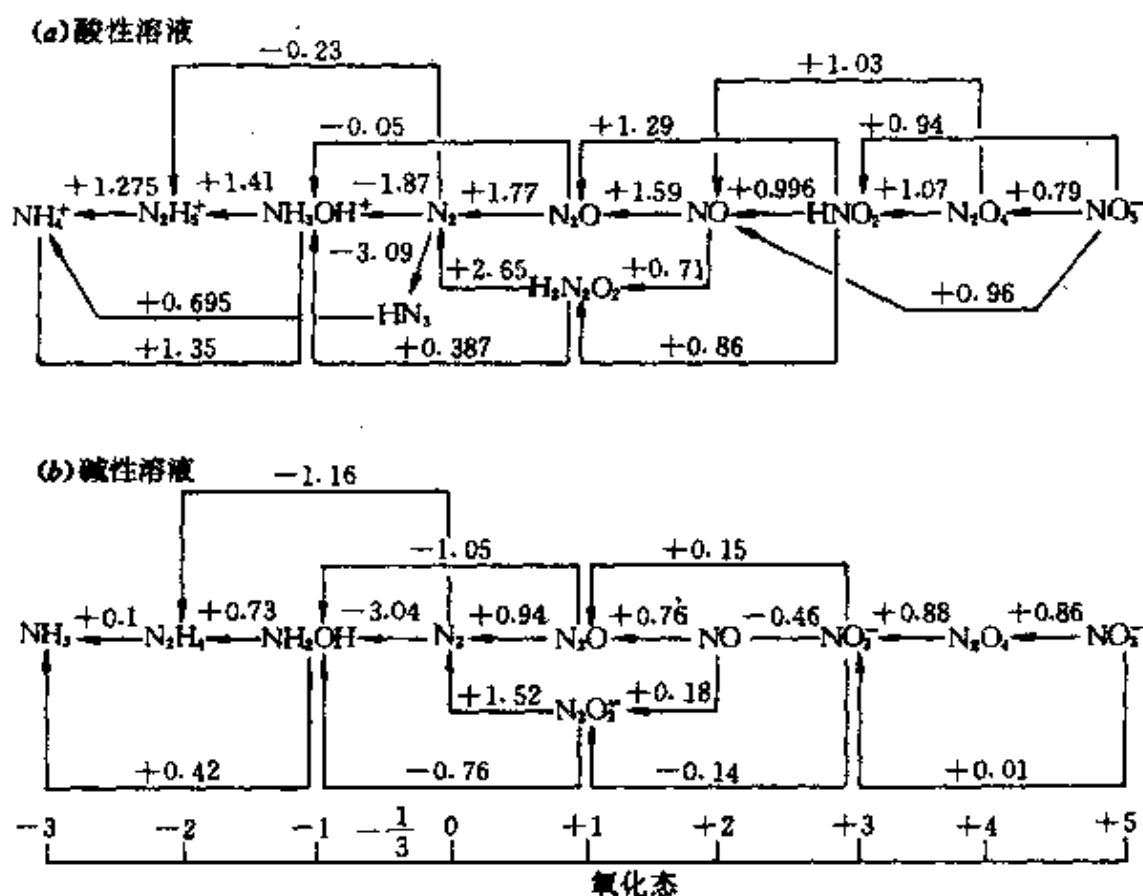 (a)酸性溶液
−0.23
+1.03
−0.05
+1.29
+0.94
+1.275 +1.41 −1.87 +1.77 +1.59 +0.996 +1.07 +0.79
NH₄⁺ N₂H₅⁺ NH₃OH⁺ N₂ N₂O NO HNO₂ N₂O₄ NO₃⁻
−3.09 +2.65 H₂N₂O₂ +0.71
+0.695 HN₃ +0.96
+1.35 +0.387 +0.86
(b)碱性溶液
−1.16
−1.05 +0.15
+0.1 +0.73 −3.04 +0.94 +0.76 −0.46 +0.88 +0.86
NH₃ N₂H₄ NH₂OH N₂ N₂O NO N₂O₄
+1.52 N₂O₂²⁻ +0.18
+0.42 −0.76 −0.14 +0.01
−3 −2 −1 −1/3 0 +1 +2 +3 +4 +5
氧化态